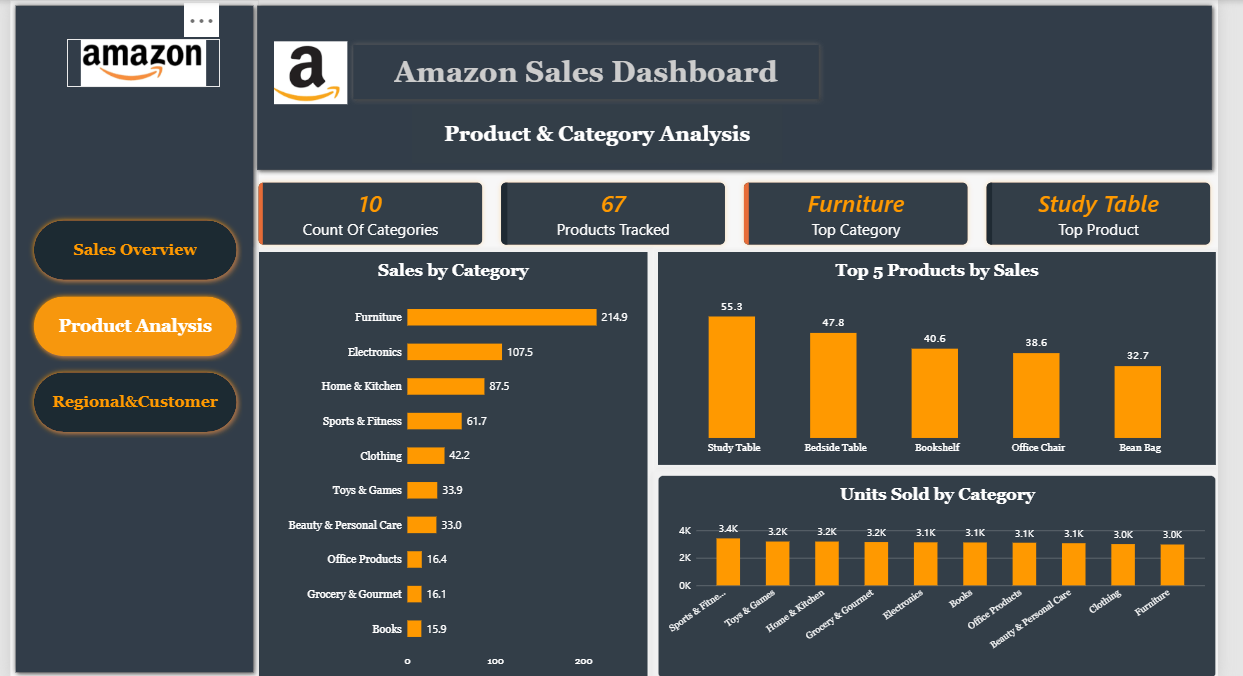 amazon
a
Amazon Sales Dashboard
Product & Category Analysis
Sales Overview
Product Analysis
Regional&Customer
10
Count Of Categories
67
Products Tracked
Furniture
Top Category
Study Table
Top Product
Sales by Category
Furniture 214.9
Electronics 107.5
Home & Kitchen 87.5
Sports & Fitness 61.7
Clothing 42.2
Toys & Games 33.9
Beauty & Personal Care 33.0
Office Products 16.4
Grocery & Gourmet 16.1
Books 15.9
0 100 200
Top 5 Products by Sales
55.3 47.8 40.6 38.6 32.7
Study Table Bedside Table Bookshelf Office Chair Bean Bag
Units Sold by Category
4K
2K
0K
3.4K 3.2K 3.2K 3.2K 3.1K 3.1K 3.1K 3.1K 3.0K 3.0K
Sports & Fitne... Toys & Games Home & Kitchen Grocery & Gourmet Electronics Books Office Products Beauty & Personal Care Clothing Furniture